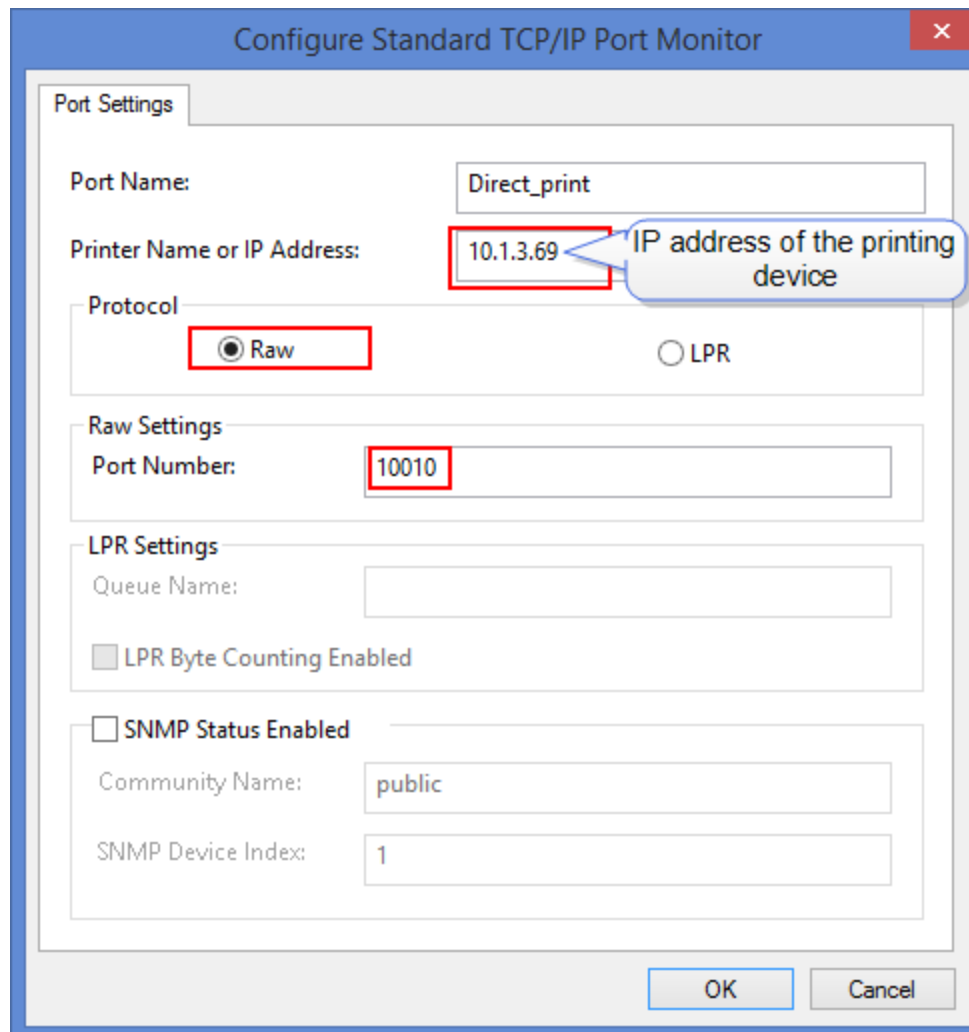 Configure Standard TCP/IP Port Monitor
Port Settings
Port Name:
Direct_print
Printer Name or IP Address:
10.1.3.69
IP address of the printing
device
Protocol
Raw
LPR
Raw Settings
Port Number:
10010
LPR Settings
Queue Name:
LPR Byte Counting Enabled
SNMP Status Enabled
Community Name:
public
SNMP Device Index:
1
OK
Cancel